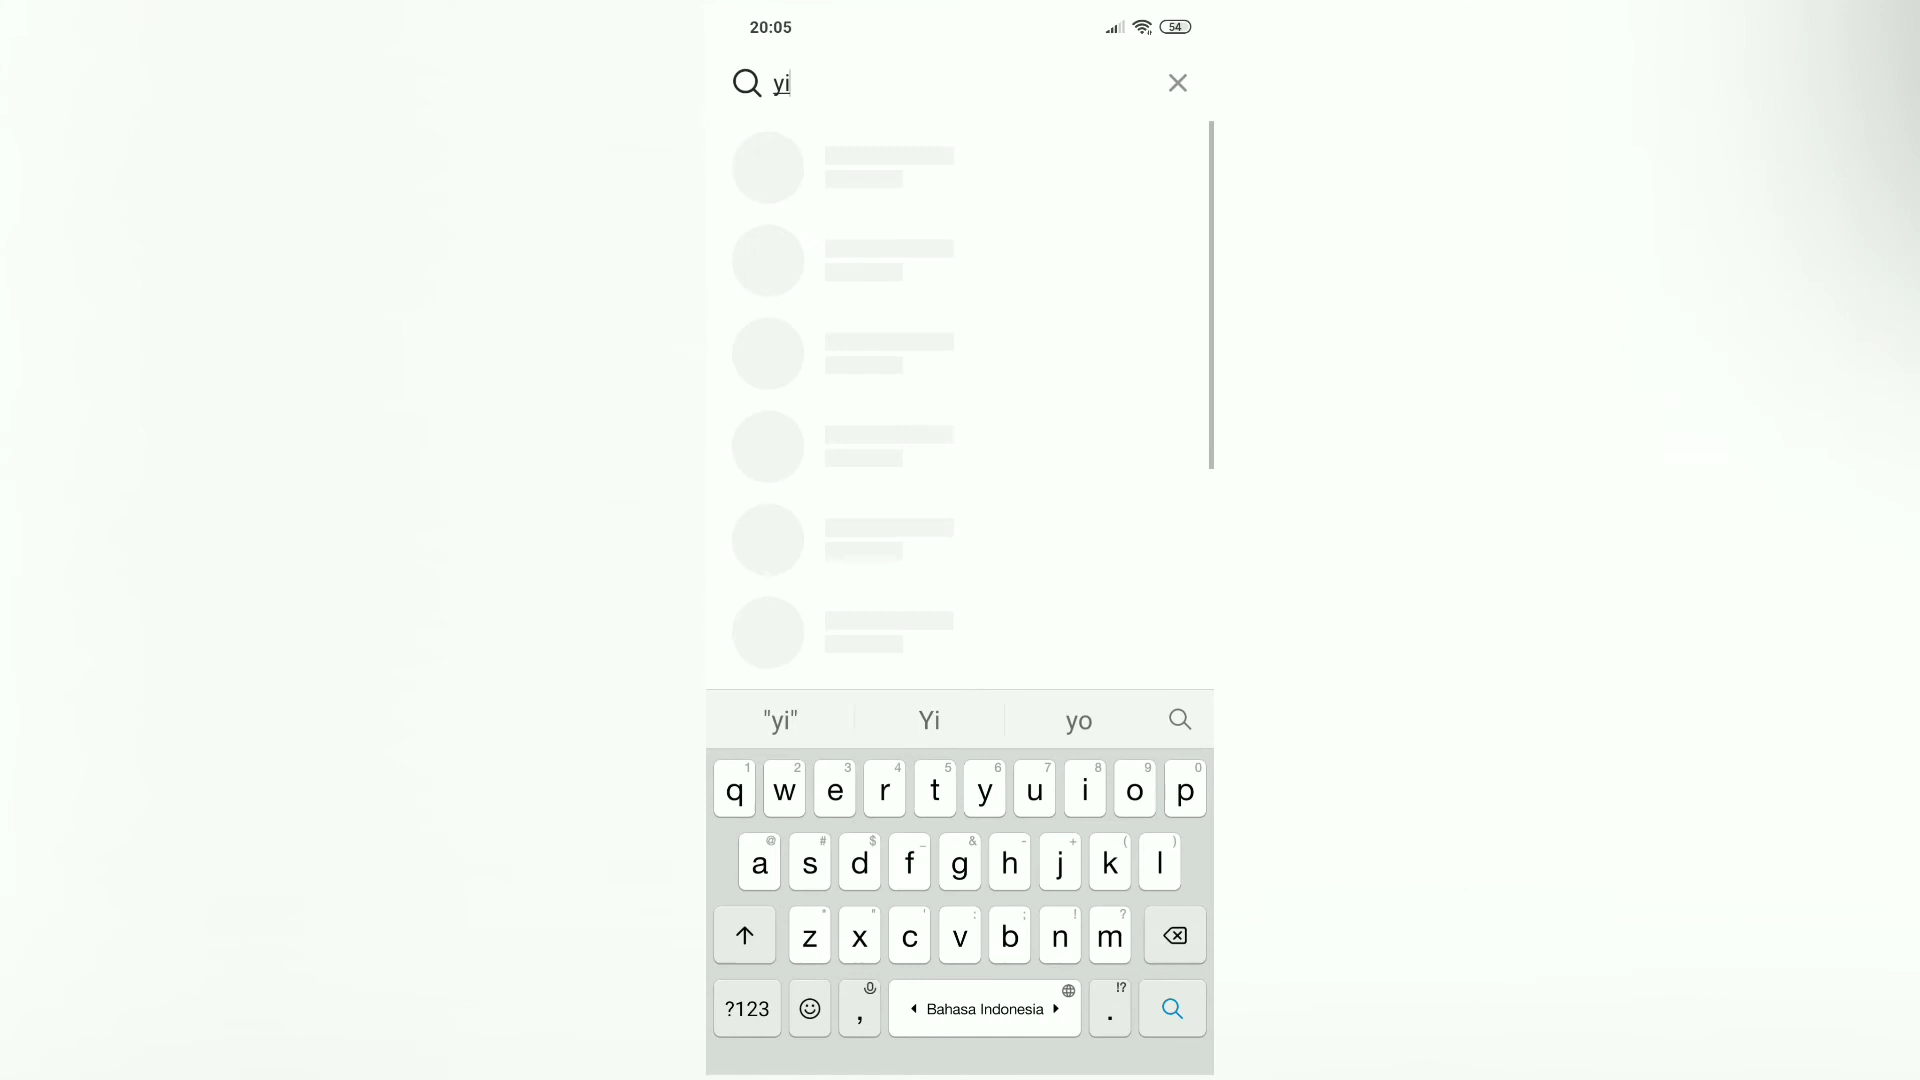 20:05
54
yi
"yi" Yi yo
1 2 3 4 5 6 7 8 9 0
q w e r t y u i o p
@ # $ _ & - + ( )
a s d f g h j k l
* " ' : ; ! ?
z x c v b n m
!?
?123 , Bahasa Indonesia .